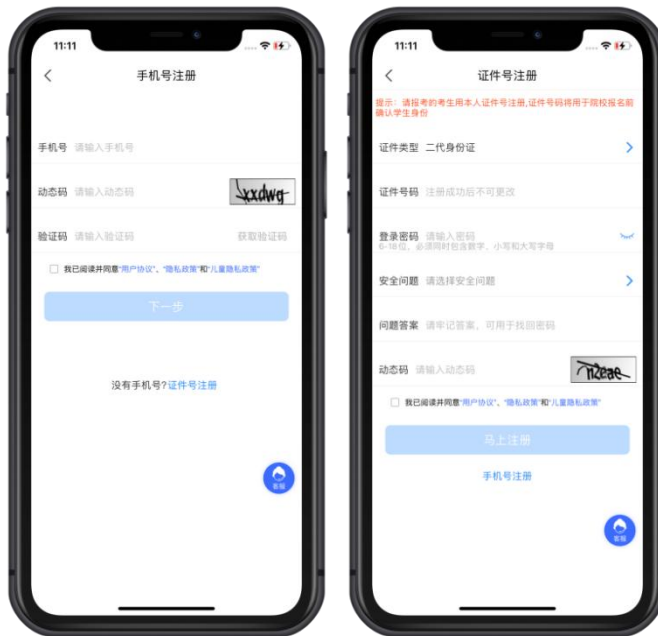 11:11
手机号注册
手机号 请输入手机号
动态码 请输入动态码 xxdwg
验证码 请输入验证码 获取验证码
我已阅读并同意"用户协议"、"隐私政策"和"儿童隐私政策"
下一步
没有手机号?证件号注册
客服
11:11
证件号注册
提示：请报考的考生用本人证件号注册,证件号码将用于院校报名前
确认学生身份
证件类型 二代身份证
证件号码 注册成功后不可更改
登录密码 请输入密码
6-18位，必须同时包含数字、小写和大写字母
安全问题 请选择安全问题
问题答案 请牢记答案，可用于找回密码
动态码 请输入动态码 n2eae
我已阅读并同意"用户协议"、"隐私政策"和"儿童隐私政策"
马上注册
手机号注册
客服